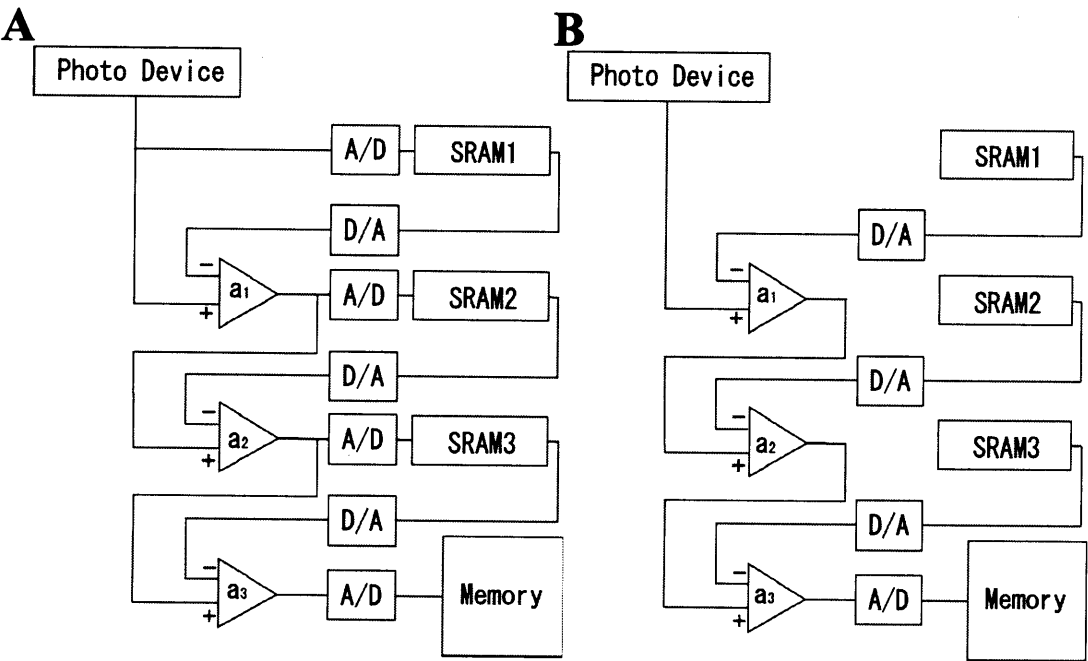 A
Photo Device
A/D
SRAM1
D/A
−
a1
+
A/D
SRAM2
D/A
−
a2
+
A/D
SRAM3
D/A
−
a3
+
A/D
Memory
B
Photo Device
SRAM1
D/A
−
a1
+
SRAM2
D/A
−
a2
+
SRAM3
D/A
−
a3
+
A/D
Memory